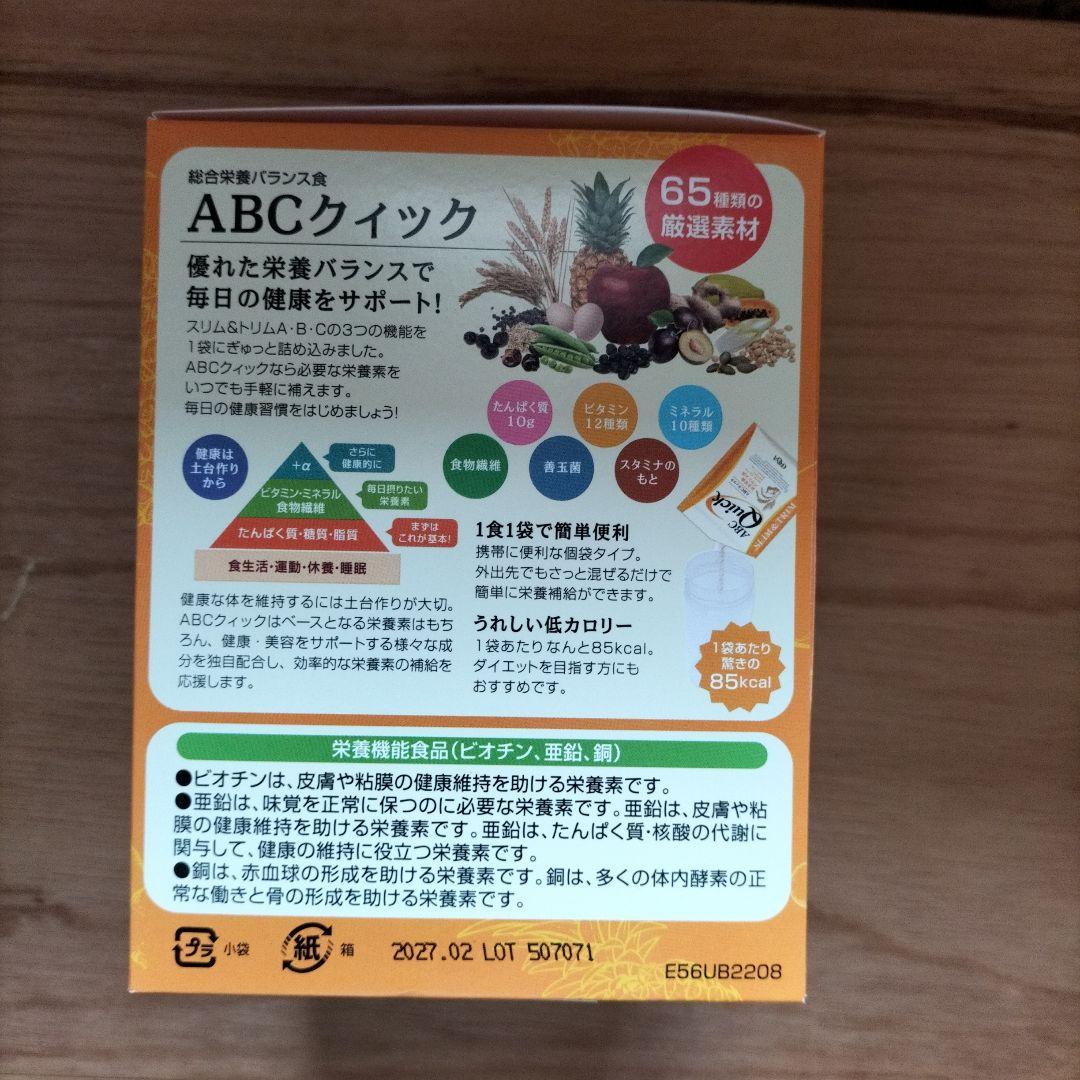 総合栄養バランス食
ABCクイック
65種類の
厳選素材
優れた栄養バランスで
毎日の健康をサポート!
スリム&トリムA・B・Cの3つの機能を
1袋にぎゅっと詰め込みました。
ABCクィックなら必要な栄養素を
いつでも手軽に補えます。
毎日の健康習慣をはじめましょう!
たんぱく質
10g
ビタミン
12種類
ミネラル
10種類
食物繊維
善玉菌
スタミナの
もと
健康は
土台作り
から
+α
さらに
健康的に
ビタミン・ミネラル
食物繊維
毎日摂りたい
栄養素
たんぱく質・糖質・脂質
まずは
これが基本!
食生活・運動・休養・睡眠
健康な体を維持するには土台作りが大切。
ABCクィックはベースとなる栄養素はもち
ろん、健康・美容をサポートする様々な成
分を独自配合し、効率的な栄養素の補給を
応援します。
1食1袋で簡単便利
携帯に便利な個袋タイプ。
外出先でもさっと混ぜるだけで
簡単に栄養補給ができます。
うれしい低カロリー
1袋あたりなんと85kcal。
ダイエットを目指す方にも
おすすめです。
ABC
Quick
SLIM&TRIM
1袋あたり
驚きの
85kcal
栄養機能食品(ビオチン、亜鉛、銅)
●ビオチンは、皮膚や粘膜の健康維持を助ける栄養素です。
●亜鉛は、味覚を正常に保つのに必要な栄養素です。亜鉛は、皮膚や粘
膜の健康維持を助ける栄養素です。亜鉛は、たんぱく質・核酸の代謝に
関与して、健康の維持に役立つ栄養素です。
●銅は、赤血球の形成を助ける栄養素です。銅は、多くの体内酵素の正
常な働きと骨の形成を助ける栄養素です。
プラ 小袋 紙 箱 2027.02 LOT 507071
E56UB2208